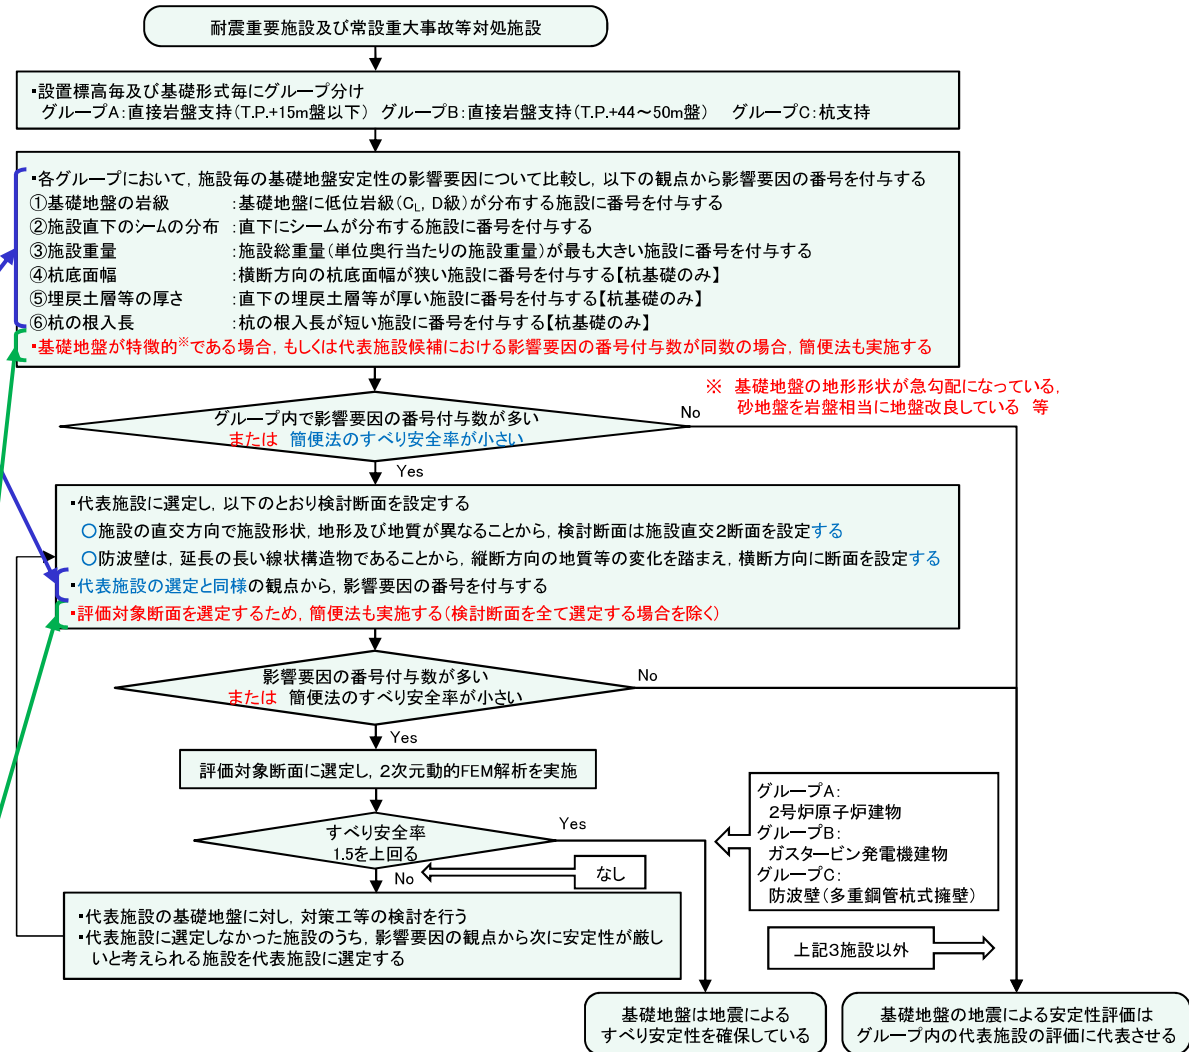 耐震重要施設及び常設重大事故等対処施設
・設置標高毎及び基礎形式毎にグループ分け
グループA：直接岩盤支持（T.P.+15m盤以下） グループB：直接岩盤支持（T.P.+44～50m盤） グループC：杭支持
・各グループにおいて，施設毎の基礎地盤安定性の影響要因について比較し，以下の観点から影響要因の番号を付与する
①基礎地盤の岩級 ：基礎地盤に低位岩級（CL，D級）が分布する施設に番号を付与する
②施設直下のシームの分布 ：直下にシームが分布する施設に番号を付与する
③施設重量 ：施設総重量（単位奥行当たりの施設重量）が最も大きい施設に番号を付与する
④杭底面幅 ：横断方向の杭底面幅が狭い施設に番号を付与する【杭基礎のみ】
⑤埋戻土層等の厚さ ：直下の埋戻土層等が厚い施設に番号を付与する【杭基礎のみ】
⑥杭の根入長 ：杭の根入長が短い施設に番号を付与する【杭基礎のみ】
・基礎地盤が特徴的※である場合，もしくは代表施設候補における影響要因の番号付与数が同数の場合，簡便法も実施する
※ 基礎地盤の地形形状が急勾配になっている，
砂地盤を岩盤相当に地盤改良している 等
グループ内で影響要因の番号付与数が多い
または 簡便法のすべり安全率が小さい
No
Yes
・代表施設に選定し，以下のとおり検討断面を設定する
○施設の直交方向で施設形状，地形及び地質が異なることから，検討断面は施設直交2断面を設定する
○防波壁は，延長の長い線状構造物であることから，縦断方向の地質等の変化を踏まえ，横断方向に断面を設定する
・代表施設の選定と同様の観点から，影響要因の番号を付与する
・評価対象断面を選定するため，簡便法も実施する（検討断面を全て選定する場合を除く）
影響要因の番号付与数が多い
または 簡便法のすべり安全率が小さい
No
Yes
評価対象断面に選定し，2次元動的FEM解析を実施
すべり安全率
1.5を上回る
Yes
No
なし
グループA：
2号炉原子炉建物
グループB：
ガスタービン発電機建物
グループC：
防波壁（多重鋼管杭式擁壁）
・代表施設の基礎地盤に対し，対策工等の検討を行う
・代表施設に選定しなかった施設のうち，影響要因の観点から次に安定性が厳し
いと考えられる施設を代表施設に選定する
上記3施設以外
基礎地盤は地震による
すべり安定性を確保している
基礎地盤の地震による安定性評価は
グループ内の代表施設の評価に代表させる